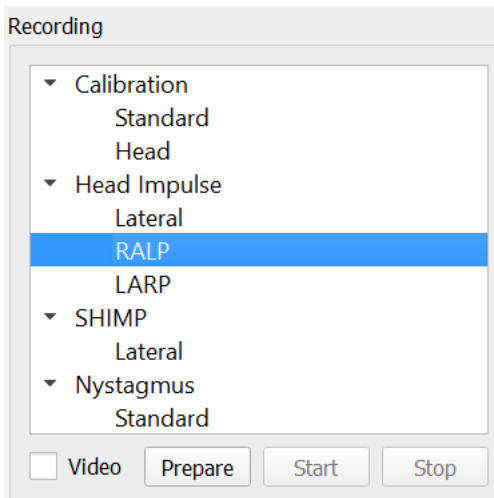 Recording
Calibration
Standard
Head
Head Impulse
Lateral
RALP
LARP
SHIMP
Lateral
Nystagmus
Standard
Video Prepare Start Stop